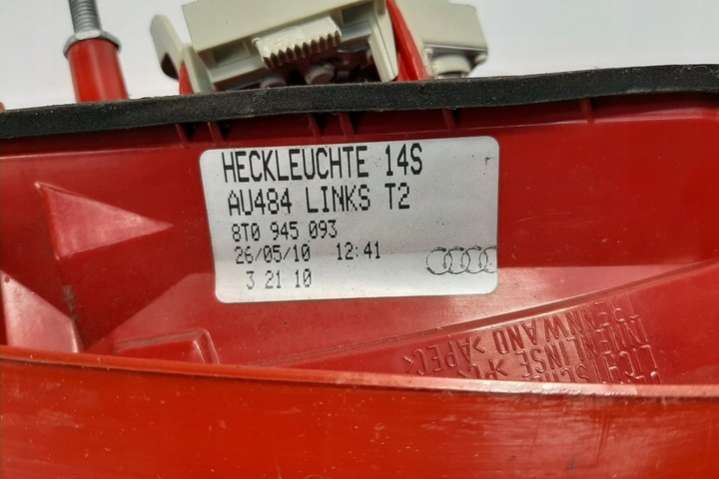 HECKLEUCHTE 14S
AU484 LINKS T2
8T0 945 093
26/05/10 12:41
3 21 10